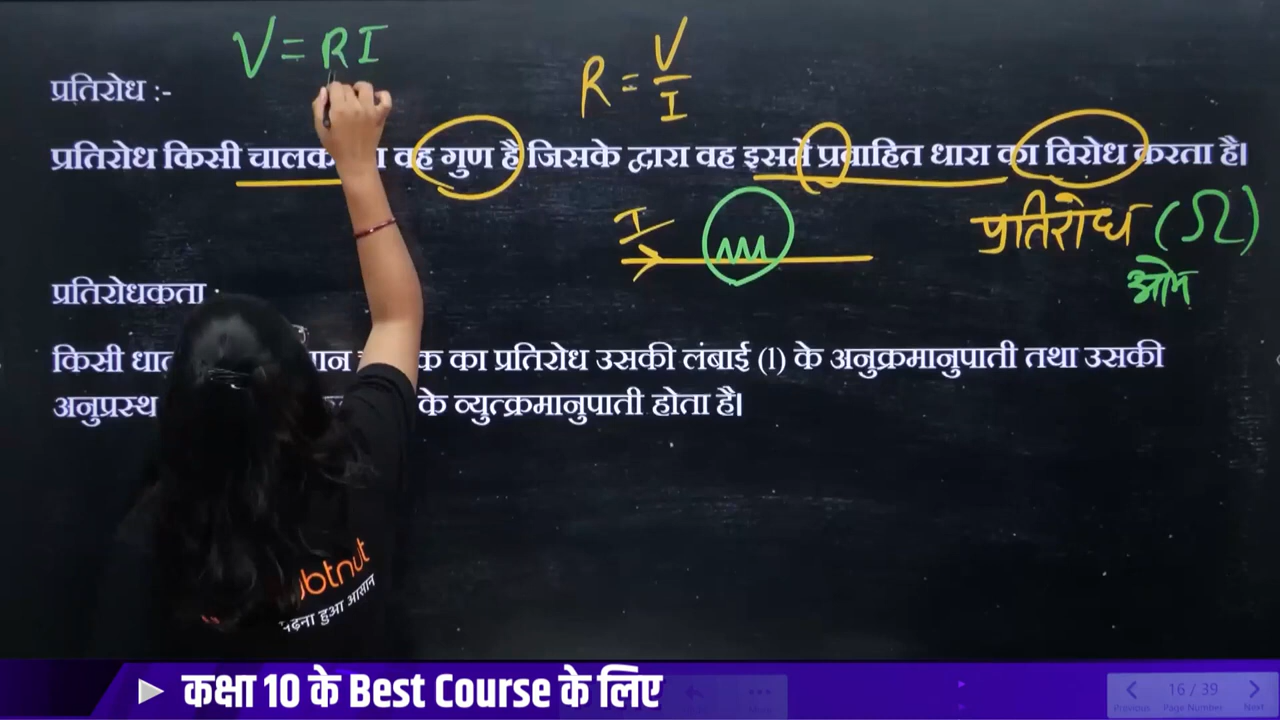 V = RI
R = V/I
प्रतिरोध :-
प्रतिरोध किसी चालक वह गुण है जिसके द्वारा वह इसमें प्रवाहित धारा का विरोध करता है।
I
प्रतिरोध (Ω)
ओम
प्रतिरोधकता
किसी का प्रतिरोध उसकी लंबाई (l) के अनुक्रमानुपाती तथा उसकी
अनुप्रस्थ के व्युत्क्रमानुपाती होता है।
पढ़ना हुआ आसान
कक्षा 10 के Best Course के लिए
Previous
16 / 39
Page Number
Next